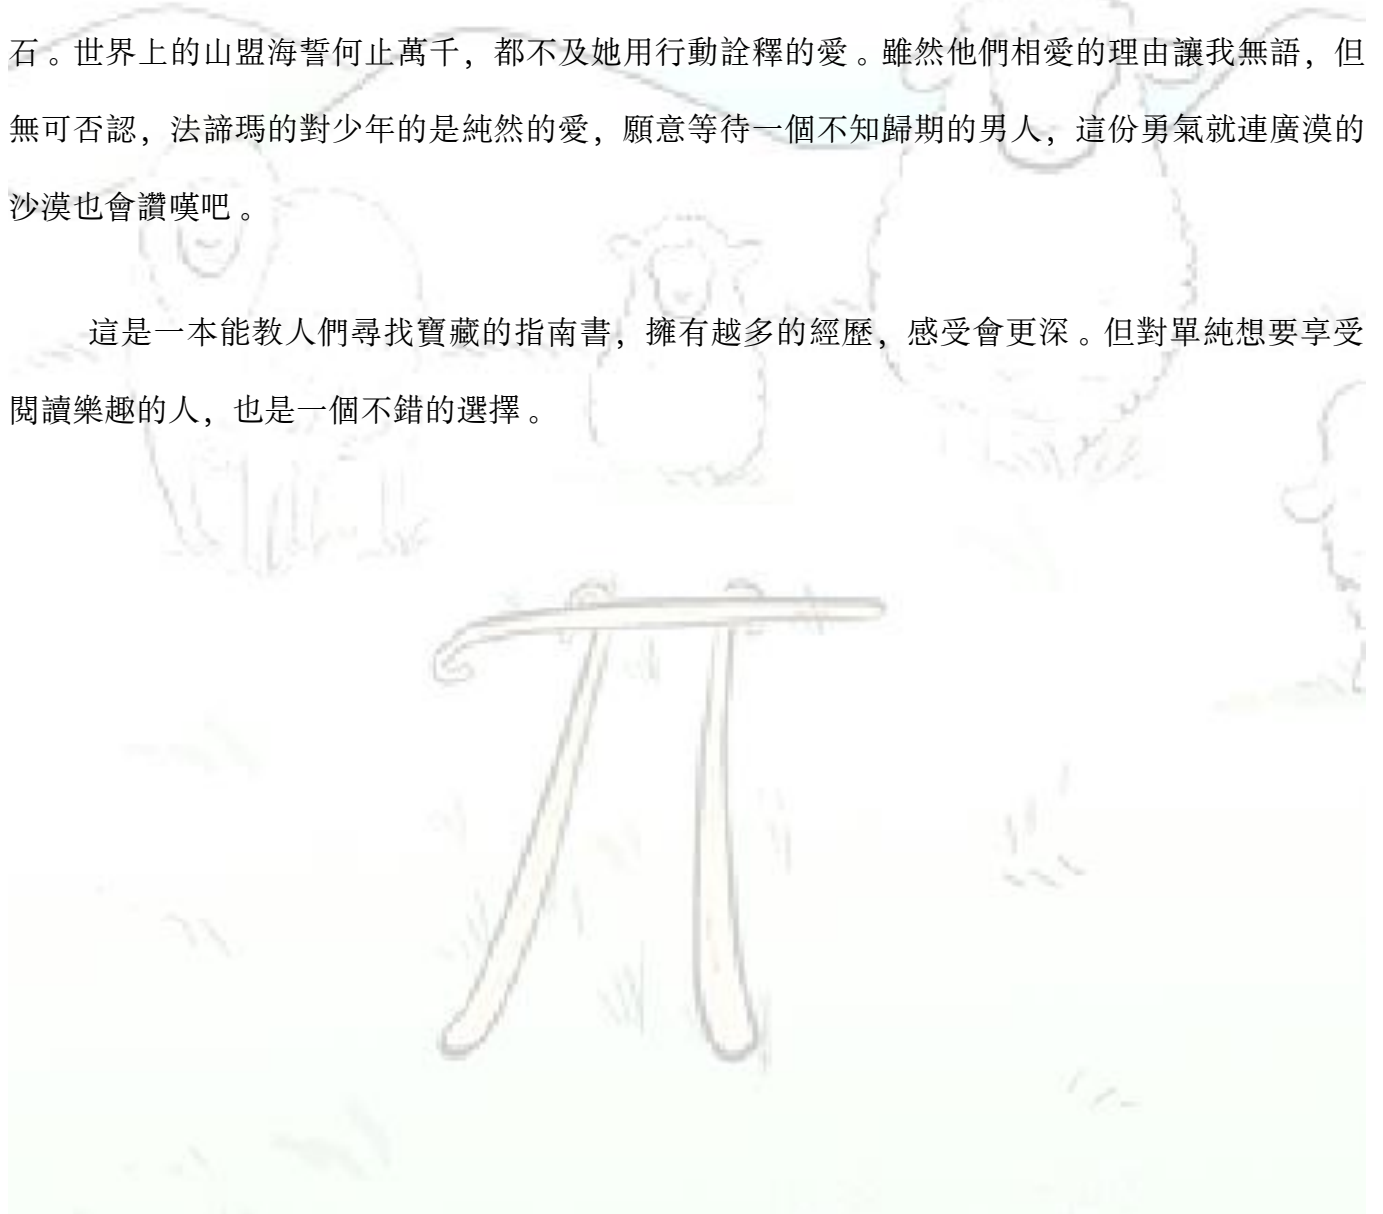 石。世界上的山盟海誓何止萬千，都不及她用行動詮釋的愛。雖然他們相愛的理由讓我無語，但
無可否認，法諦瑪的對少年的是純然的愛，願意等待一個不知歸期的男人，這份勇氣就連廣漠的
沙漠也會讚嘆吧。
這是一本能教人們尋找寶藏的指南書，擁有越多的經歷，感受會更深。但對單純想要享受
閱讀樂趣的人，也是一個不錯的選擇。